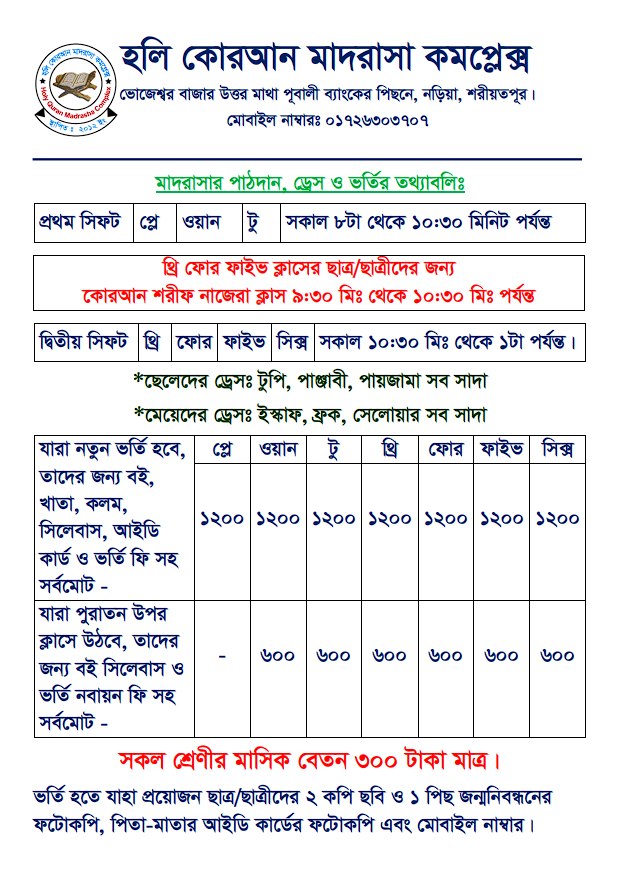 হলি কোরআন মাদরাসা কমপ্লেক্স
হলি কোরআন মাদরাসা কমপ্লেক্স
Holy Quran Madrasha Complex
স্থাপিত : ২০১২ ইং
ভোজেশ্বর বাজার উত্তর মাথা পূবালী ব্যাংকের পিছনে, নড়িয়া, শরীয়তপূর।
মোবাইল নাম্বারঃ ০১৭২৬৩০৩৭০৭
মাদরাসার পাঠদান, ড্রেস ও ভর্তির তথ্যাবলিঃ
প্রথম সিফট প্লে ওয়ান টু সকাল ৮টা থেকে ১০:৩০ মিনিট পর্যন্ত
থ্রি ফোর ফাইভ ক্লাসের ছাত্র/ছাত্রীদের জন্য
কোরআন শরীফ নাজেরা ক্লাস ৯:৩০ মিঃ থেকে ১০:৩০ মিঃ পর্যন্ত
দ্বিতীয় সিফট থ্রি ফোর ফাইভ সিক্স সকাল ১০:৩০ মিঃ থেকে ১টা পর্যন্ত।
*ছেলেদের ড্রেসঃ টুপি, পাঞ্জাবী, পায়জামা সব সাদা
*মেয়েদের ড্রেসঃ ইস্কাফ, ফ্রক, সেলোয়ার সব সাদা
যারা নতুন ভর্তি হবে, প্লে ওয়ান টু থ্রি ফোর ফাইভ সিক্স
তাদের জন্য বই,
খাতা, কলম,
সিলেবাস, আইডি ১২০০ ১২০০ ১২০০ ১২০০ ১২০০ ১২০০ ১২০০
কার্ড ও ভর্তি ফি সহ
সর্বমোট -
যারা পুরাতন উপর
ক্লাসে উঠবে, তাদের - ৬০০ ৬০০ ৬০০ ৬০০ ৬০০ ৬০০
জন্য বই সিলেবাস ও
ভর্তি নবায়ন ফি সহ
সর্বমোট -
সকল শ্রেণীর মাসিক বেতন ৩০০ টাকা মাত্র।
ভর্তি হতে যাহা প্রয়োজন ছাত্র/ছাত্রীদের ২ কপি ছবি ও ১ পিছ জন্মনিবন্ধনের
ফটোকপি, পিতা-মাতার আইডি কার্ডের ফটোকপি এবং মোবাইল নাম্বার।